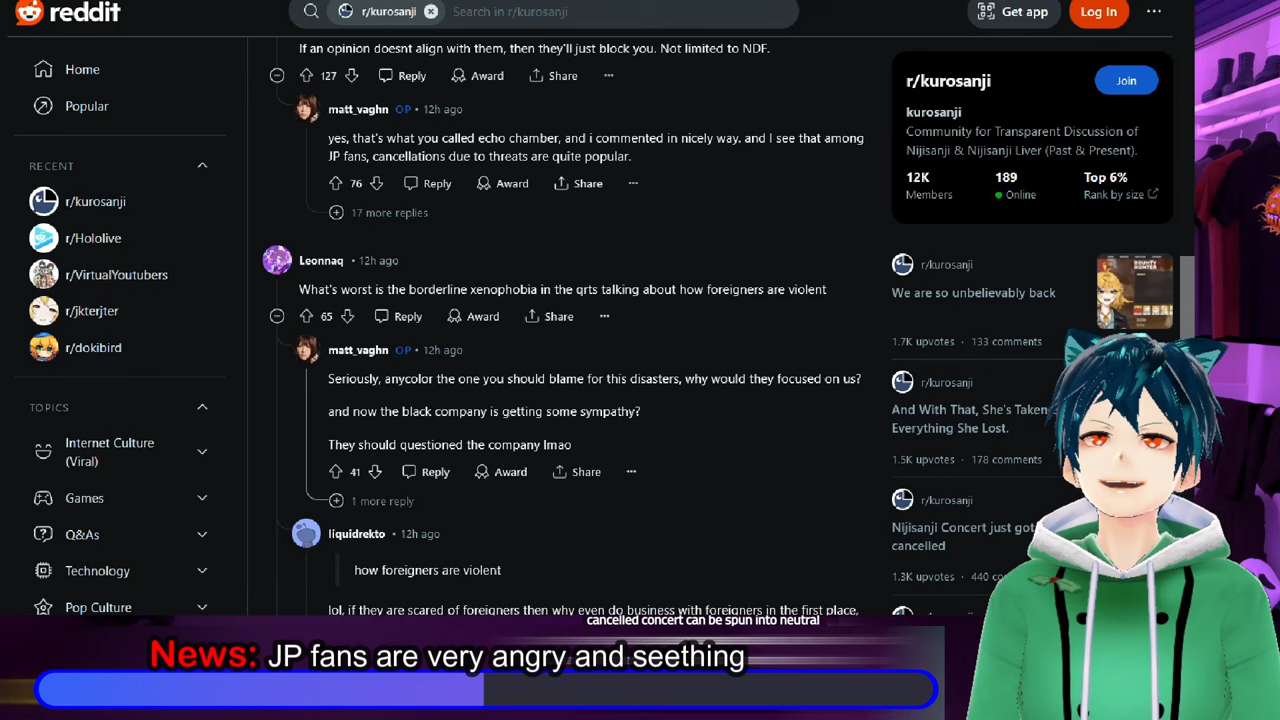 reddit
r/kurosanji
Search in r/kurosanji
Get app
Log In
Home
Popular
RECENT
r/kurosanji
r/Hololive
r/VirtualYoutubers
r/jkterjter
r/dokibird
TOPICS
Internet Culture
(Viral)
Games
Q&As
Technology
Pop Culture
If an opinion doesnt align with them, then they'll just block you. Not limited to NDF.
127 Reply Award Share
matt_vaghn OP • 12h ago
yes, that's what you called echo chamber, and i commented in nicely way. and I see that among
JP fans, cancellations due to threats are quite popular.
76 Reply Award Share
17 more replies
Leonnaq • 12h ago
What's worst is the borderline xenophobia in the qrts talking about how foreigners are violent
65 Reply Award Share
matt_vaghn OP • 12h ago
Seriously, anycolor the one you should blame for this disasters, why would they focused on us?
and now the black company is getting some sympathy?
They should questioned the company lmao
41 Reply Award Share
1 more reply
liquidrekto • 12h ago
how foreigners are violent
lol, if they are scared of foreigners then why even do business with foreigners in the first place,
r/kurosanji
Join
kurosanji
Community for Transparent Discussion of
Nijisanji & Nijisanji Liver (Past & Present).
12K 189 Top 6%
Members Online Rank by size
r/kurosanji
We are so unbelievably back
BOUNTY
HUNTER
1.7K upvotes • 133 comments
r/kurosanji
And With That, She's Taken
Everything She Lost.
1.5K upvotes • 178 comments
r/kurosanji
Nijisanji Concert just got
cancelled
1.3K upvotes • 440
cancelled concert can be spun into neutral
News: JP fans are very angry and seething